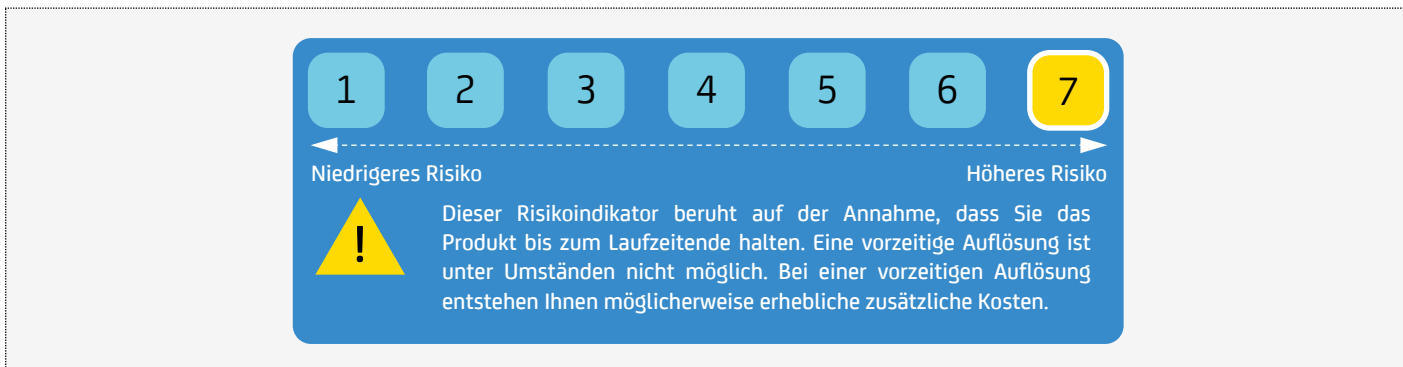 1 2 3 4 5 6 7
Niedrigeres Risiko Höheres Risiko
!
Dieser Risikoindikator beruht auf der Annahme, dass Sie das
Produkt bis zum Laufzeitende halten. Eine vorzeitige Auflösung ist
unter Umständen nicht möglich. Bei einer vorzeitigen Auflösung
entstehen Ihnen möglicherweise erhebliche zusätzliche Kosten.